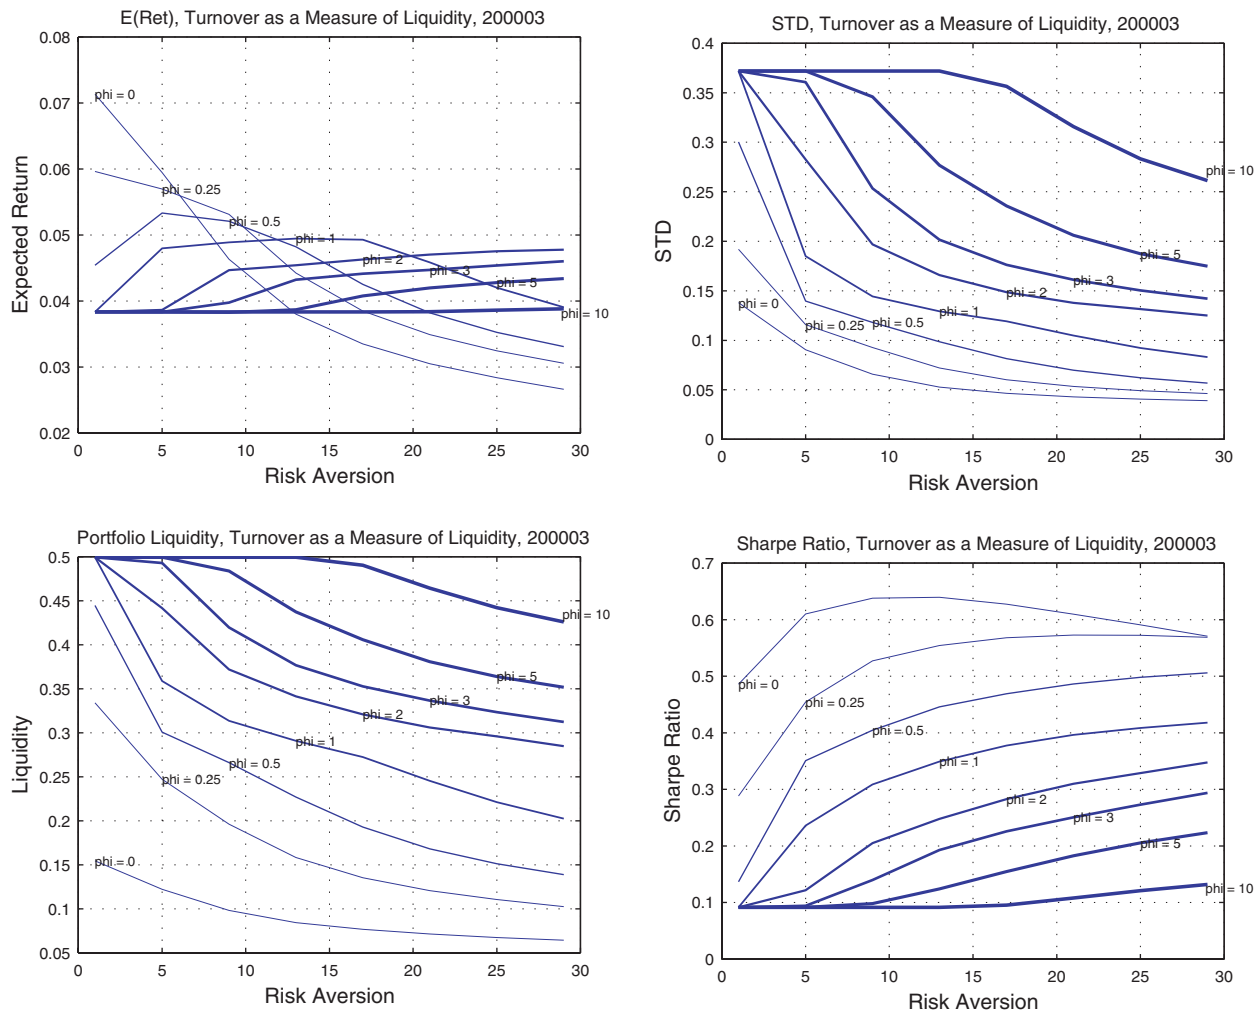 E(Ret), Turnover as a Measure of Liquidity, 200003
0.08
0.07
0.06
0.05
0.04
0.03
0.02
Expected Return
phi = 0
phi = 0.25
phi = 0.5
phi = 1
phi = 2
phi = 3
phi = 5
phi = 10
0 5 10 15 20 25 30
Risk Aversion
STD, Turnover as a Measure of Liquidity, 200003
0.4
0.35
0.3
0.25
0.2
0.15
0.1
0.05
0
STD
phi = 10
phi = 5
phi = 3
phi = 2
phi = 1
phi = 0.5
phi = 0.25
phi = 0
0 5 10 15 20 25 30
Risk Aversion
Portfolio Liquidity, Turnover as a Measure of Liquidity, 200003
0.5
0.45
0.4
0.35
0.3
0.25
0.2
0.15
0.1
0.05
Liquidity
phi = 10
phi = 5
phi = 3
phi = 2
phi = 1
phi = 0.5
phi = 0.25
phi = 0
0 5 10 15 20 25 30
Risk Aversion
Sharpe Ratio, Turnover as a Measure of Liquidity, 200003
0.7
0.6
0.5
0.4
0.3
0.2
0.1
0
Sharpe Ratio
phi = 0
phi = 0.25
phi = 0.5
phi = 1
phi = 2
phi = 3
phi = 5
phi = 10
0 5 10 15 20 25 30
Risk Aversion